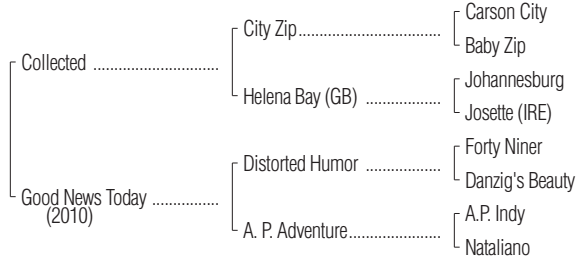 Carson City
City Zip
Baby Zip
Collected
Johannesburg
Helena Bay (GB)
Josette (IRE)
Forty Niner
Distorted Humor
Danzig's Beauty
Good News Today
(2010)
A.P. Indy
A. P. Adventure
Nataliano